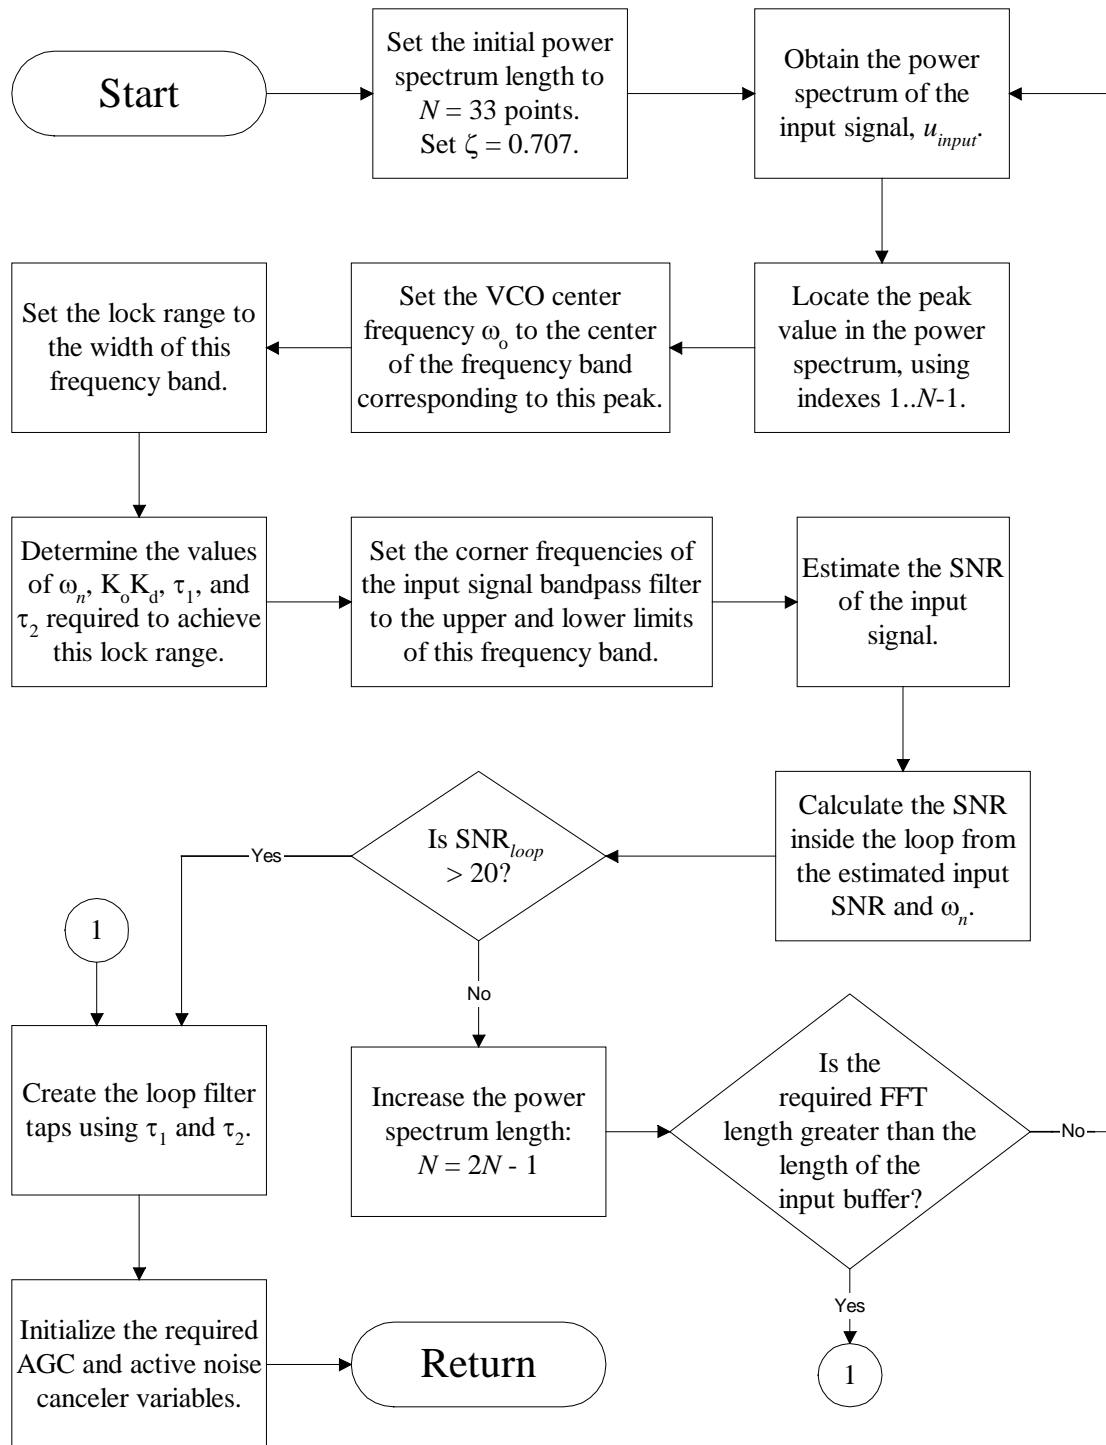 Start
Set the initial power
spectrum length to
N = 33 points.
Set ζ = 0.707.
Obtain the power
spectrum of the
input signal, u_input.
Locate the peak
value in the power
spectrum, using
indexes 1..N-1.
Set the VCO center
frequency ω_o to the center
of the frequency band
corresponding to this peak.
Set the lock range to
the width of this
frequency band.
Determine the values
of ω_n, K_oK_d, τ_1, and
τ_2 required to achieve
this lock range.
Set the corner frequencies of
the input signal bandpass filter
to the upper and lower limits
of this frequency band.
Estimate the SNR
of the input
signal.
Calculate the SNR
inside the loop from
the estimated input
SNR and ω_n.
Is SNR_loop
> 20?
Yes
No
1
Create the loop filter
taps using τ_1 and τ_2.
Increase the power
spectrum length:
N = 2N - 1
Is the
required FFT
length greater than the
length of the
input buffer?
No
Yes
1
Initialize the required
AGC and active noise
canceler variables.
Return